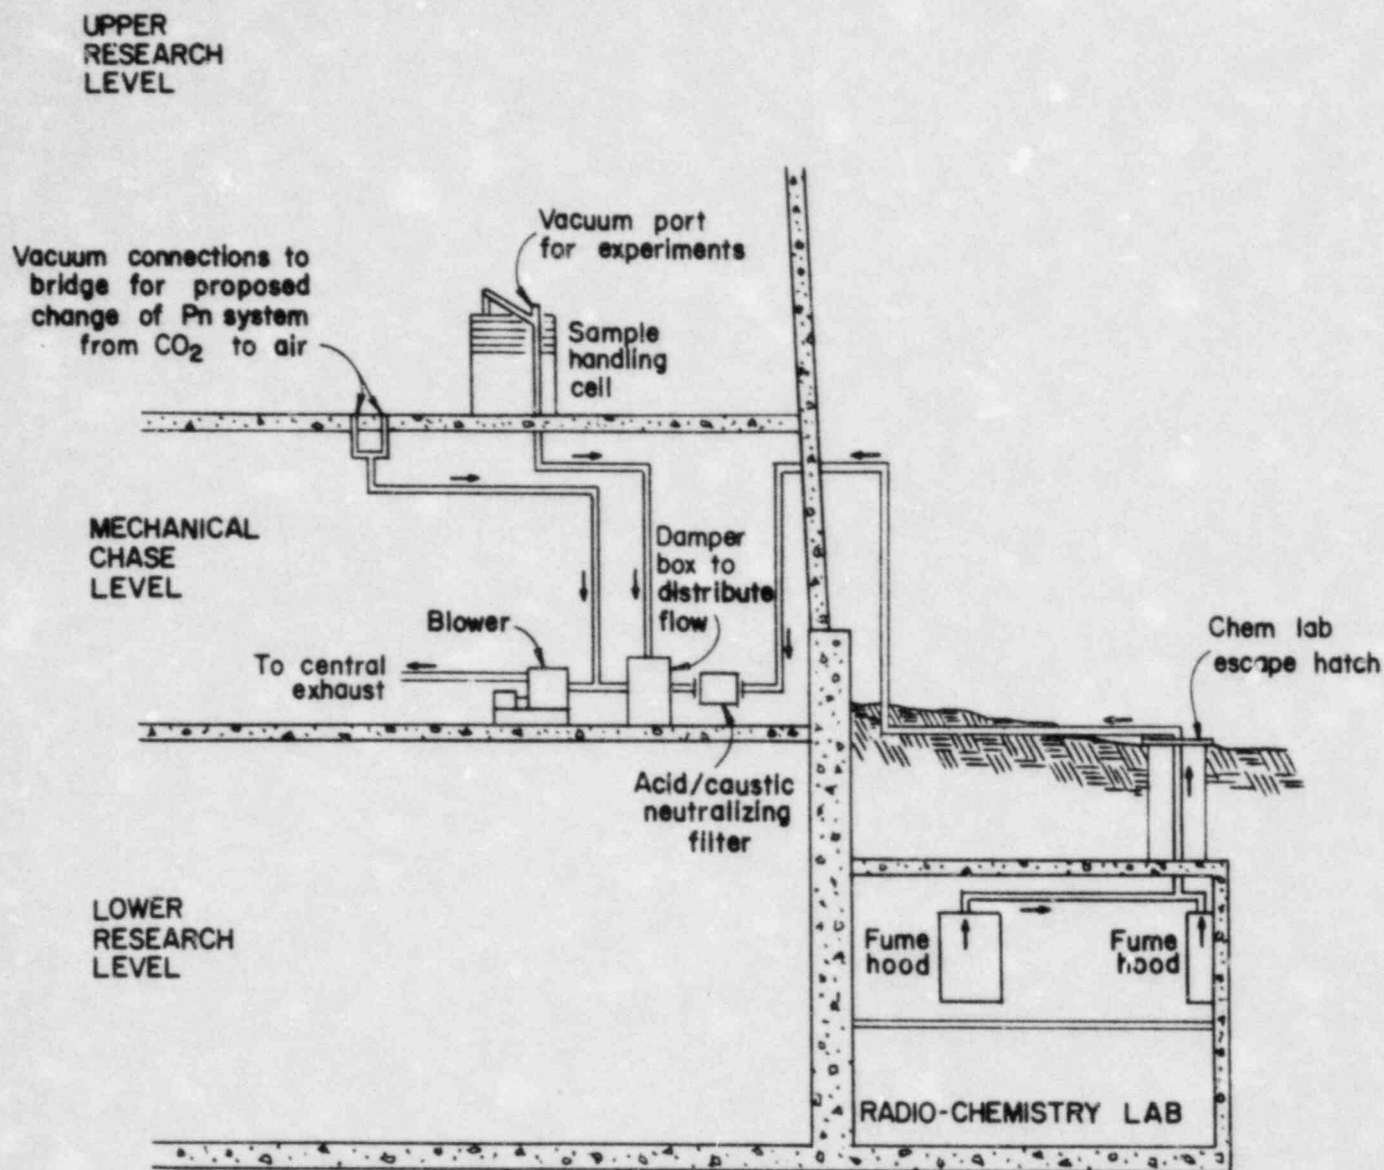 UPPER
RESEARCH
LEVEL
Vacuum port
for experiments
Vacuum connections to
bridge for proposed
change of Pn system
from CO₂ to air
Sample
handling
cell
MECHANICAL
CHASE
LEVEL
Damper
box to
distribute
flow
Blower
To central
exhaust
Chem lab
escape hatch
Acid/caustic
neutralizing
filter
LOWER
RESEARCH
LEVEL
Fume
hood
Fume
hood
RADIO-CHEMISTRY LAB